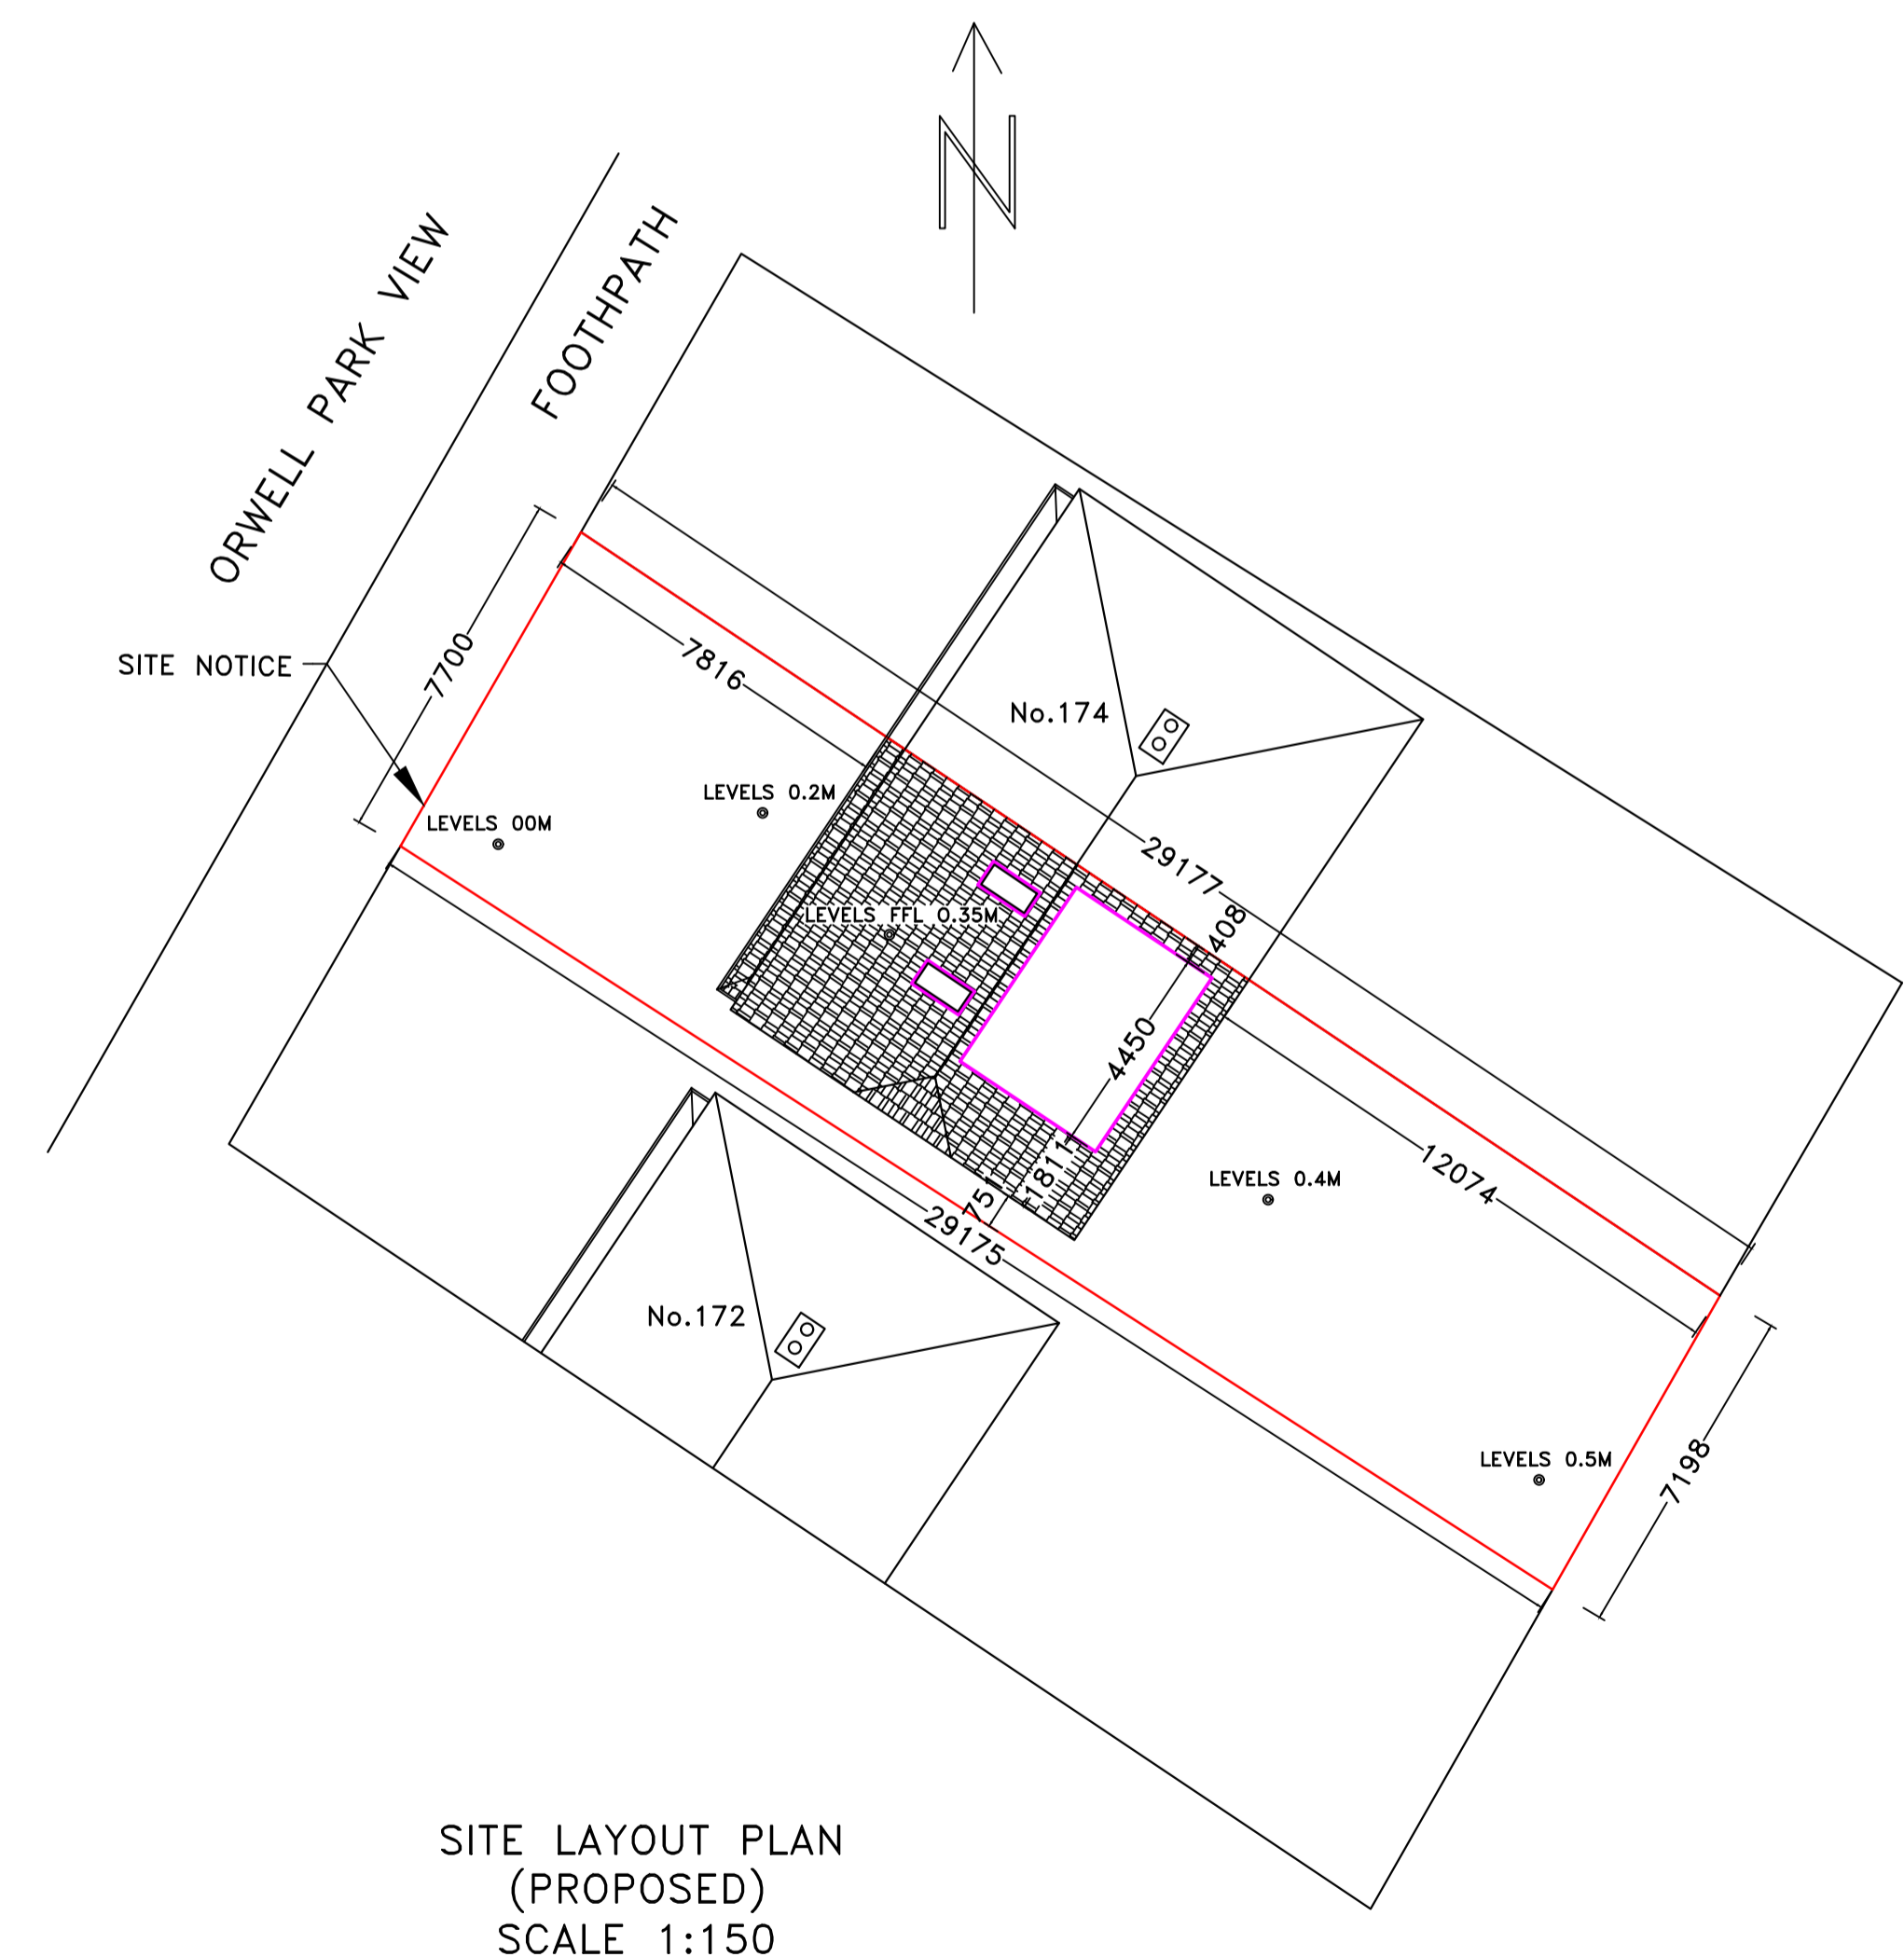 N
ORWELL PARK VIEW
FOOTHPATH
SITE NOTICE
7700
7816
No.174
LEVELS 0.2M
LEVELS 00M
29177
408
LEVELS FFL 0.35M
4450
1811
751
12074
LEVELS 0.4M
29175
No.172
LEVELS 0.5M
7198
SITE LAYOUT PLAN
(PROPOSED)
SCALE 1:150